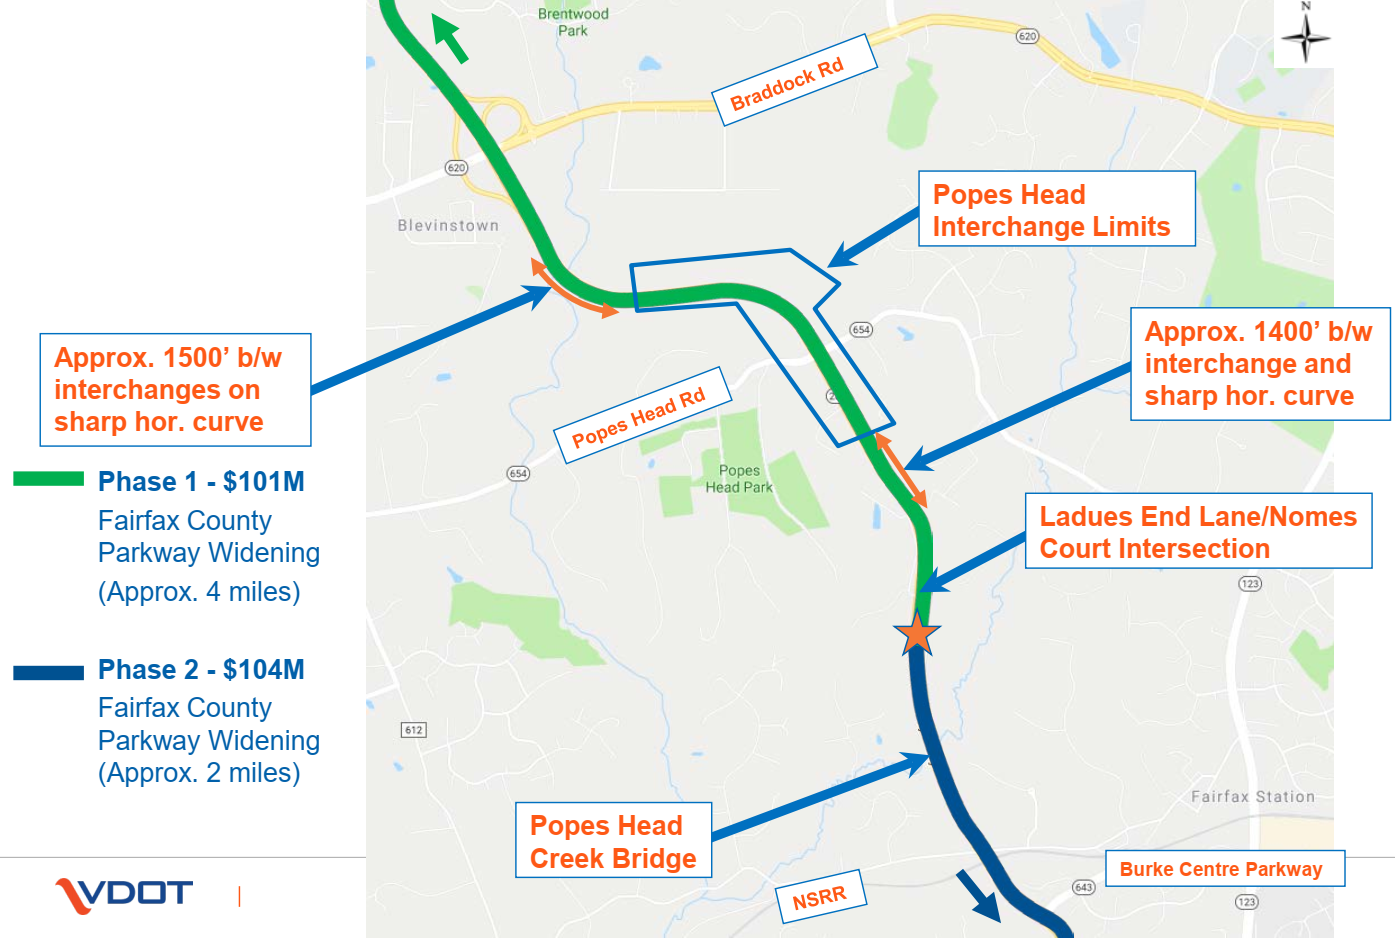 N
Brentwood
Park
620
Braddock Rd
620
Blevinstown
Popes Head
Interchange Limits
654
Approx. 1500’ b/w
interchanges on
sharp hor. curve
Approx. 1400’ b/w
interchange and
sharp hor. curve
Popes Head Rd
654
Popes
Head Park
Phase 1 - $101M
Fairfax County
Parkway Widening
(Approx. 4 miles)
Ladues End Lane/Nomes
Court Intersection
123
Phase 2 - $104M
Fairfax County
Parkway Widening
(Approx. 2 miles)
612
Popes Head
Creek Bridge
Fairfax Station
Burke Centre Parkway
NSRR
643
123
VDOT